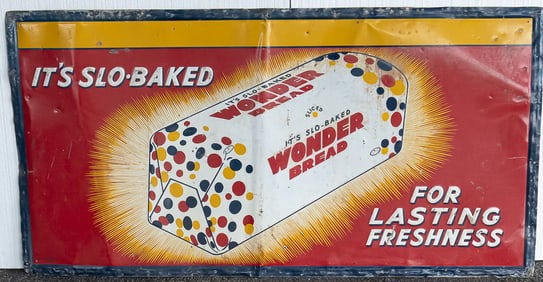 IT'S SLO-BAKED
IT'S SLO-BAKED
WONDER
BREAD
SLICED
IT'S SLO-BAKED
WONDER
BREAD
FOR
LASTING
FRESHNESS